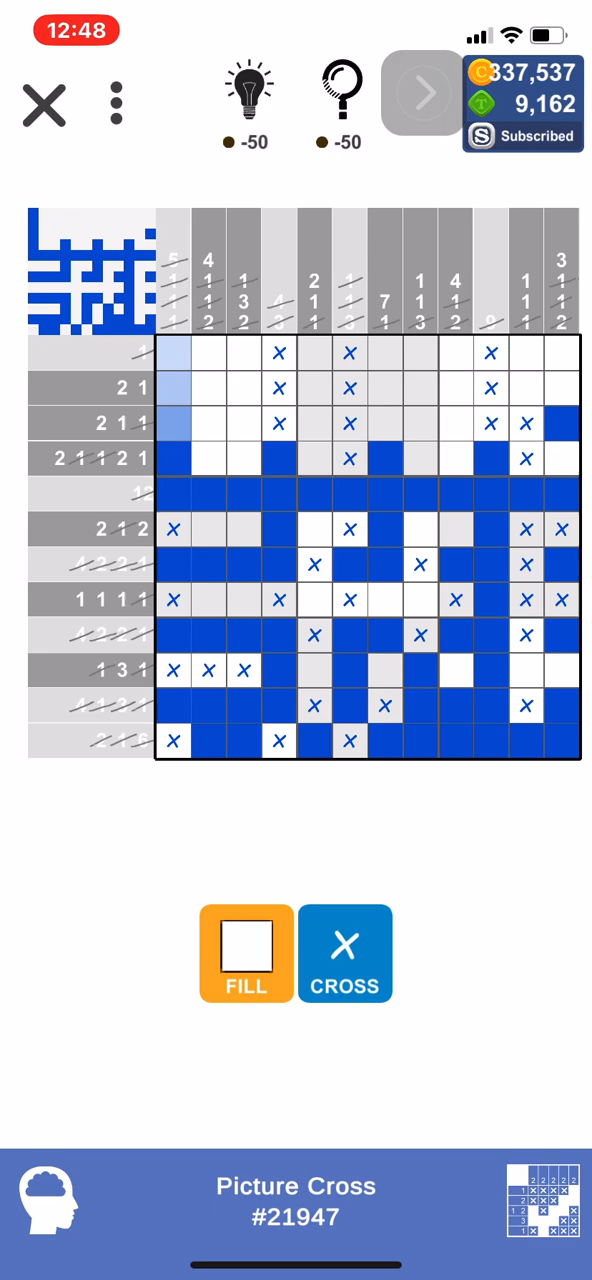 12:48
-50
-50
C 337,537
T 9,162
S Subscribed
5 4 3
1 1 1 2 1 1 4 1 1
1 1 3 4 1 1 7 1 1 1 1
1 2 2 3 1 3 1 3 2 9 1 2
1
2 1
2 1 1
2 1 1 2 1
12
2 1 2
4 2 2 1
1 1 1 1
4 2 2 1
1 3 1
4 1 3 1
2 1 6
FILL
CROSS
Picture Cross
#21947